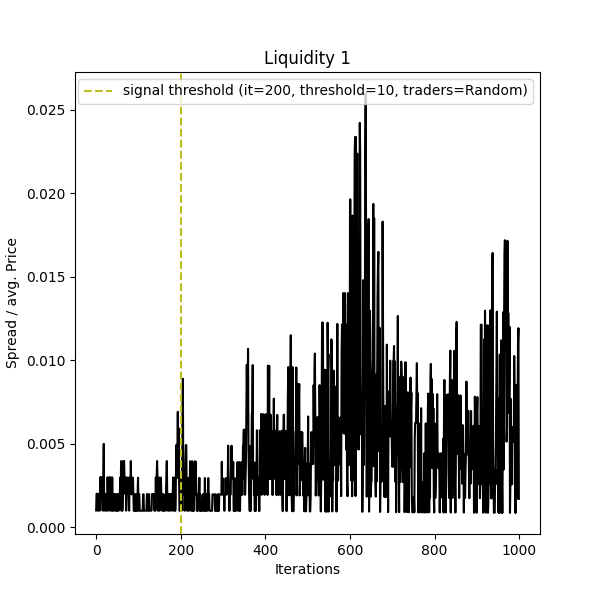 Liquidity 1
signal threshold (it=200, threshold=10, traders=Random)
0.025
0.020
0.015
0.010
0.005
0.000
Spread / avg. Price
0 200 400 600 800 1000
Iterations